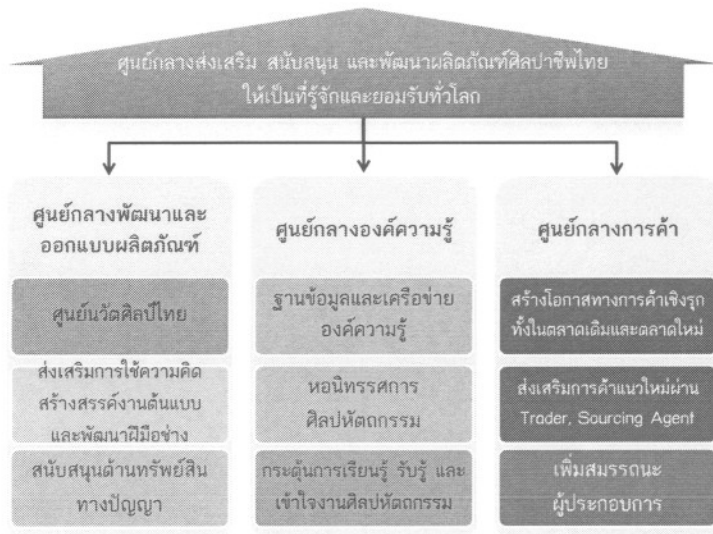 ศูนย์กลางส่งเสริม สนับสนุน และพัฒนาผลิตภัณฑ์ศิลปาชีพไทย
ให้เป็นที่รู้จักและยอมรับทั่วโลก
ศูนย์กลางพัฒนาและ
ออกแบบผลิตภัณฑ์
ศูนย์นวัตศิลป์ไทย
ส่งเสริมการใช้ความคิด
สร้างสรรค์งานต้นแบบ
และพัฒนาฝีมือช่าง
สนับสนุนด้านทรัพย์สิน
ทางปัญญา
ศูนย์กลางองค์ความรู้
ฐานข้อมูลและเครือข่าย
องค์ความรู้
หอนิทรรศการ
ศิลปหัตถกรรม
กระตุ้นการเรียนรู้ รับรู้ และ
เข้าใจงานศิลปหัตถกรรม
ศูนย์กลางการค้า
สร้างโอกาสทางการค้าเชิงรุก
ทั้งในตลาดเดิมและตลาดใหม่
ส่งเสริมการค้าแนวใหม่ผ่าน
Trader, Sourcing Agent
เพิ่มสมรรถนะ
ผู้ประกอบการ